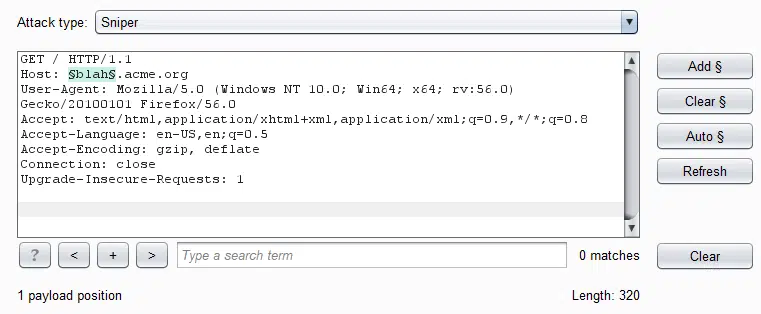 Attack type: Sniper
GET / HTTP/1.1
Host: §blah§.acme.org
User-Agent: Mozilla/5.0 (Windows NT 10.0; Win64; x64; rv:56.0)
Gecko/20100101 Firefox/56.0
Accept: text/html,application/xhtml+xml,application/xml;q=0.9,*/*;q=0.8
Accept-Language: en-US,en;q=0.5
Accept-Encoding: gzip, deflate
Connection: close
Upgrade-Insecure-Requests: 1
Add §
Clear §
Auto §
Refresh
? < + > Type a search term 0 matches Clear
1 payload position Length: 320